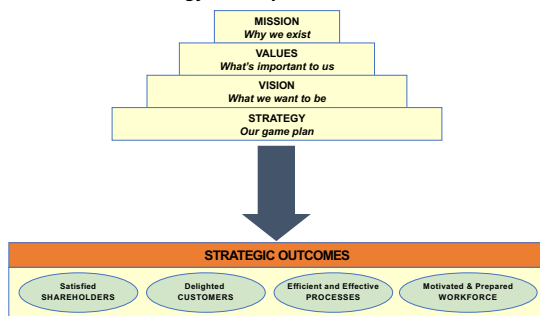 MISSION
Why we exist
VALUES
What's important to us
VISION
What we want to be
STRATEGY
Our game plan
STRATEGIC OUTCOMES
Satisfied
SHAREHOLDERS
Delighted
CUSTOMERS
Efficient and Effective
PROCESSES
Motivated & Prepared
WORKFORCE